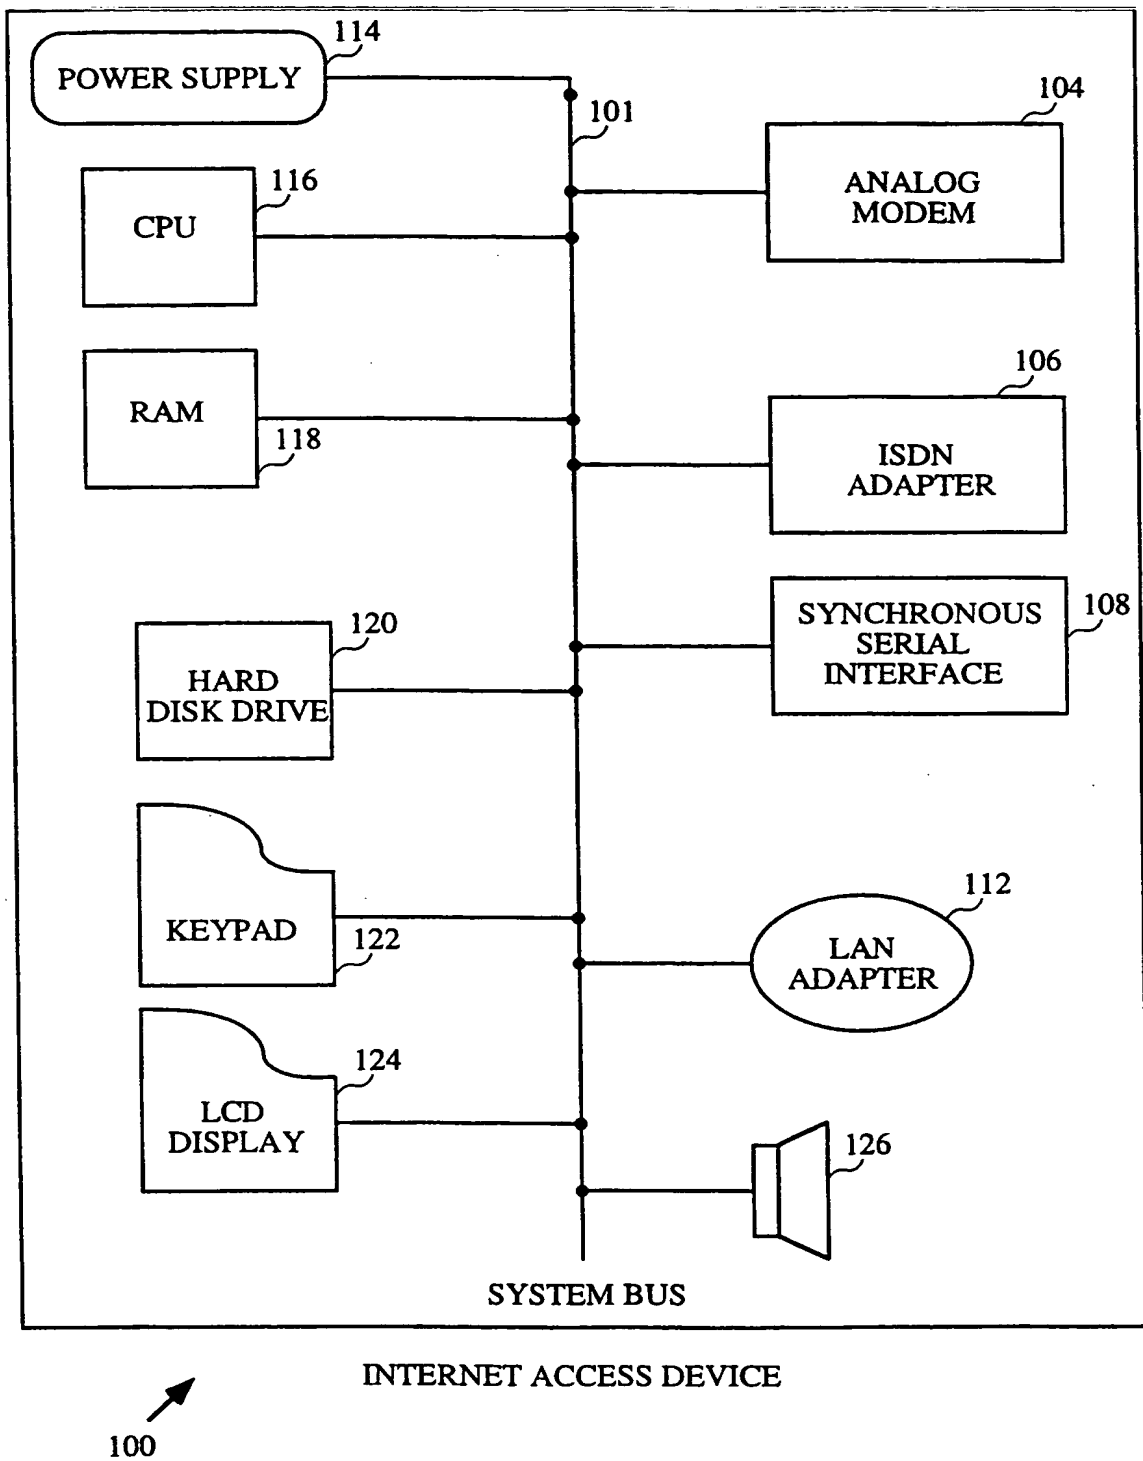 114
POWER SUPPLY
101
104
ANALOG
MODEM
116
CPU
106
RAM
118
ISDN
ADAPTER
108
SYNCHRONOUS
SERIAL
INTERFACE
120
HARD
DISK DRIVE
112
KEYPAD
122
LAN
ADAPTER
124
LCD
DISPLAY
126
SYSTEM BUS
INTERNET ACCESS DEVICE
100